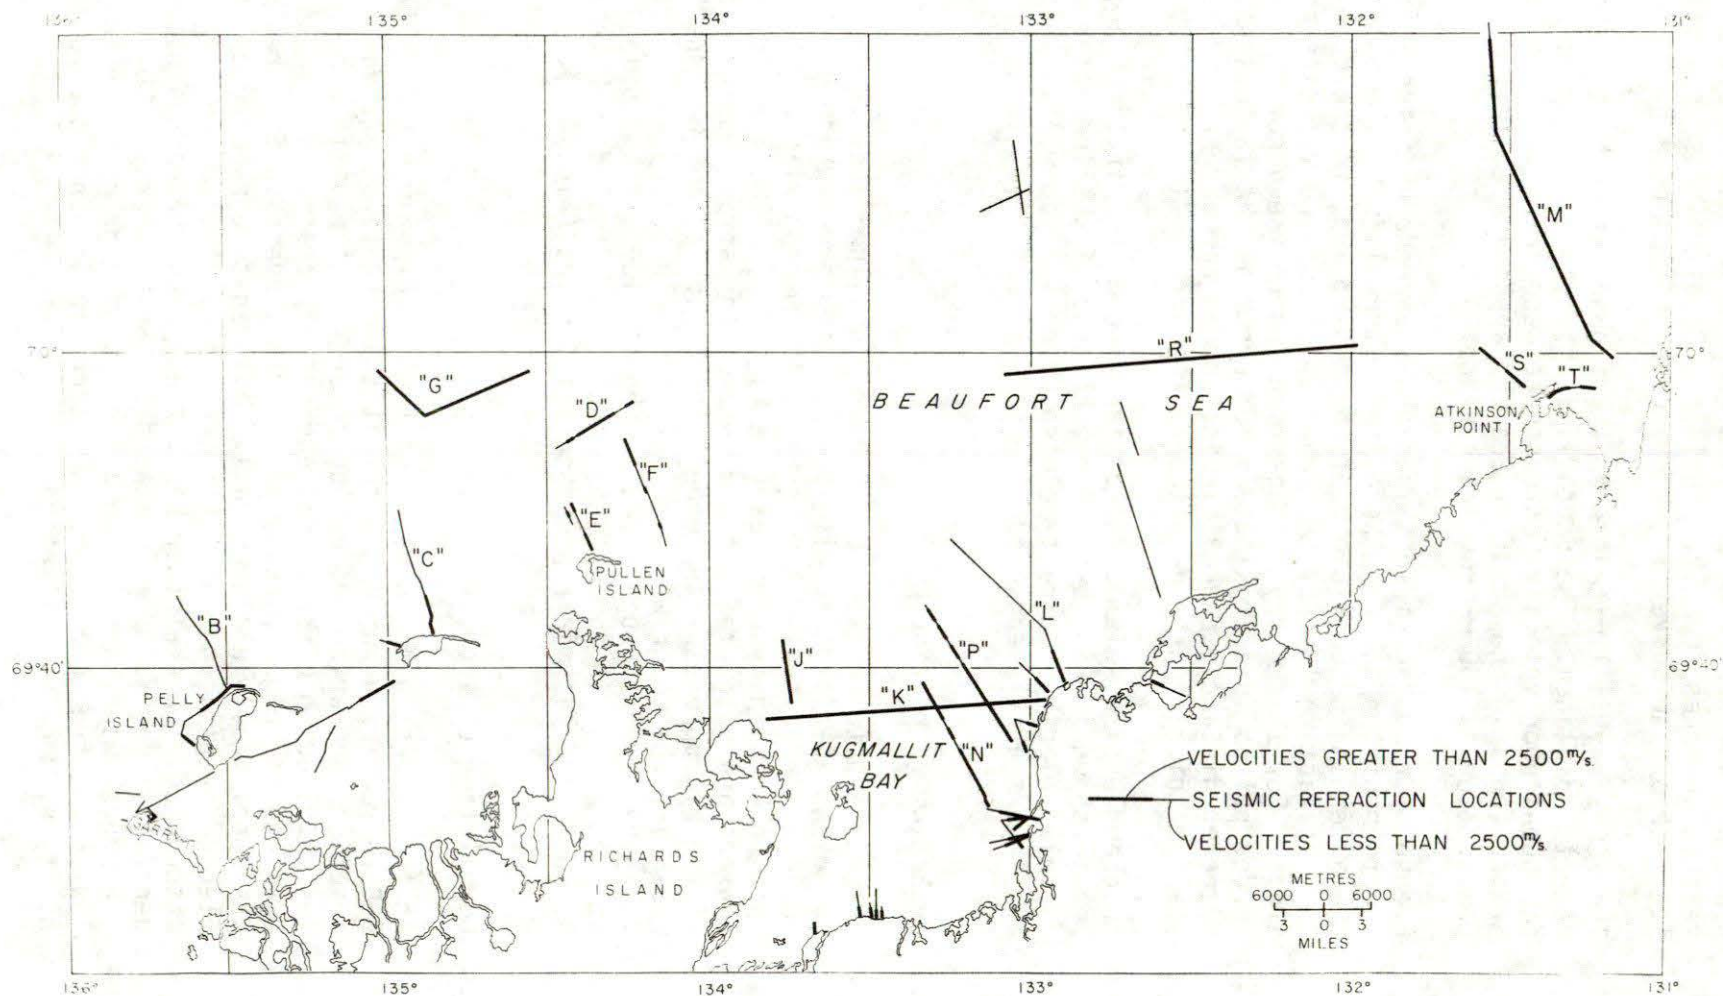 136° 135° 134° 133° 132° 131°
"M"
"R"
70° 70°
"S"
"G" "T"
"D" BEAUFORT SEA
ATKINSON
POINT
"F"
"E"
"C"
PULLEN
ISLAND
"B" "L"
"P"
"J"
69°40' 69°40'
PELLY
ISLAND
"K"
KUGMALLIT
BAY
"N"
VELOCITIES GREATER THAN 2500m/s.
SEISMIC REFRACTION LOCATIONS
VELOCITIES LESS THAN 2500m/s.
RICHARDS
ISLAND
METRES
6000 0 6000
3 0 3
MILES
136° 135° 134° 133° 132° 131°